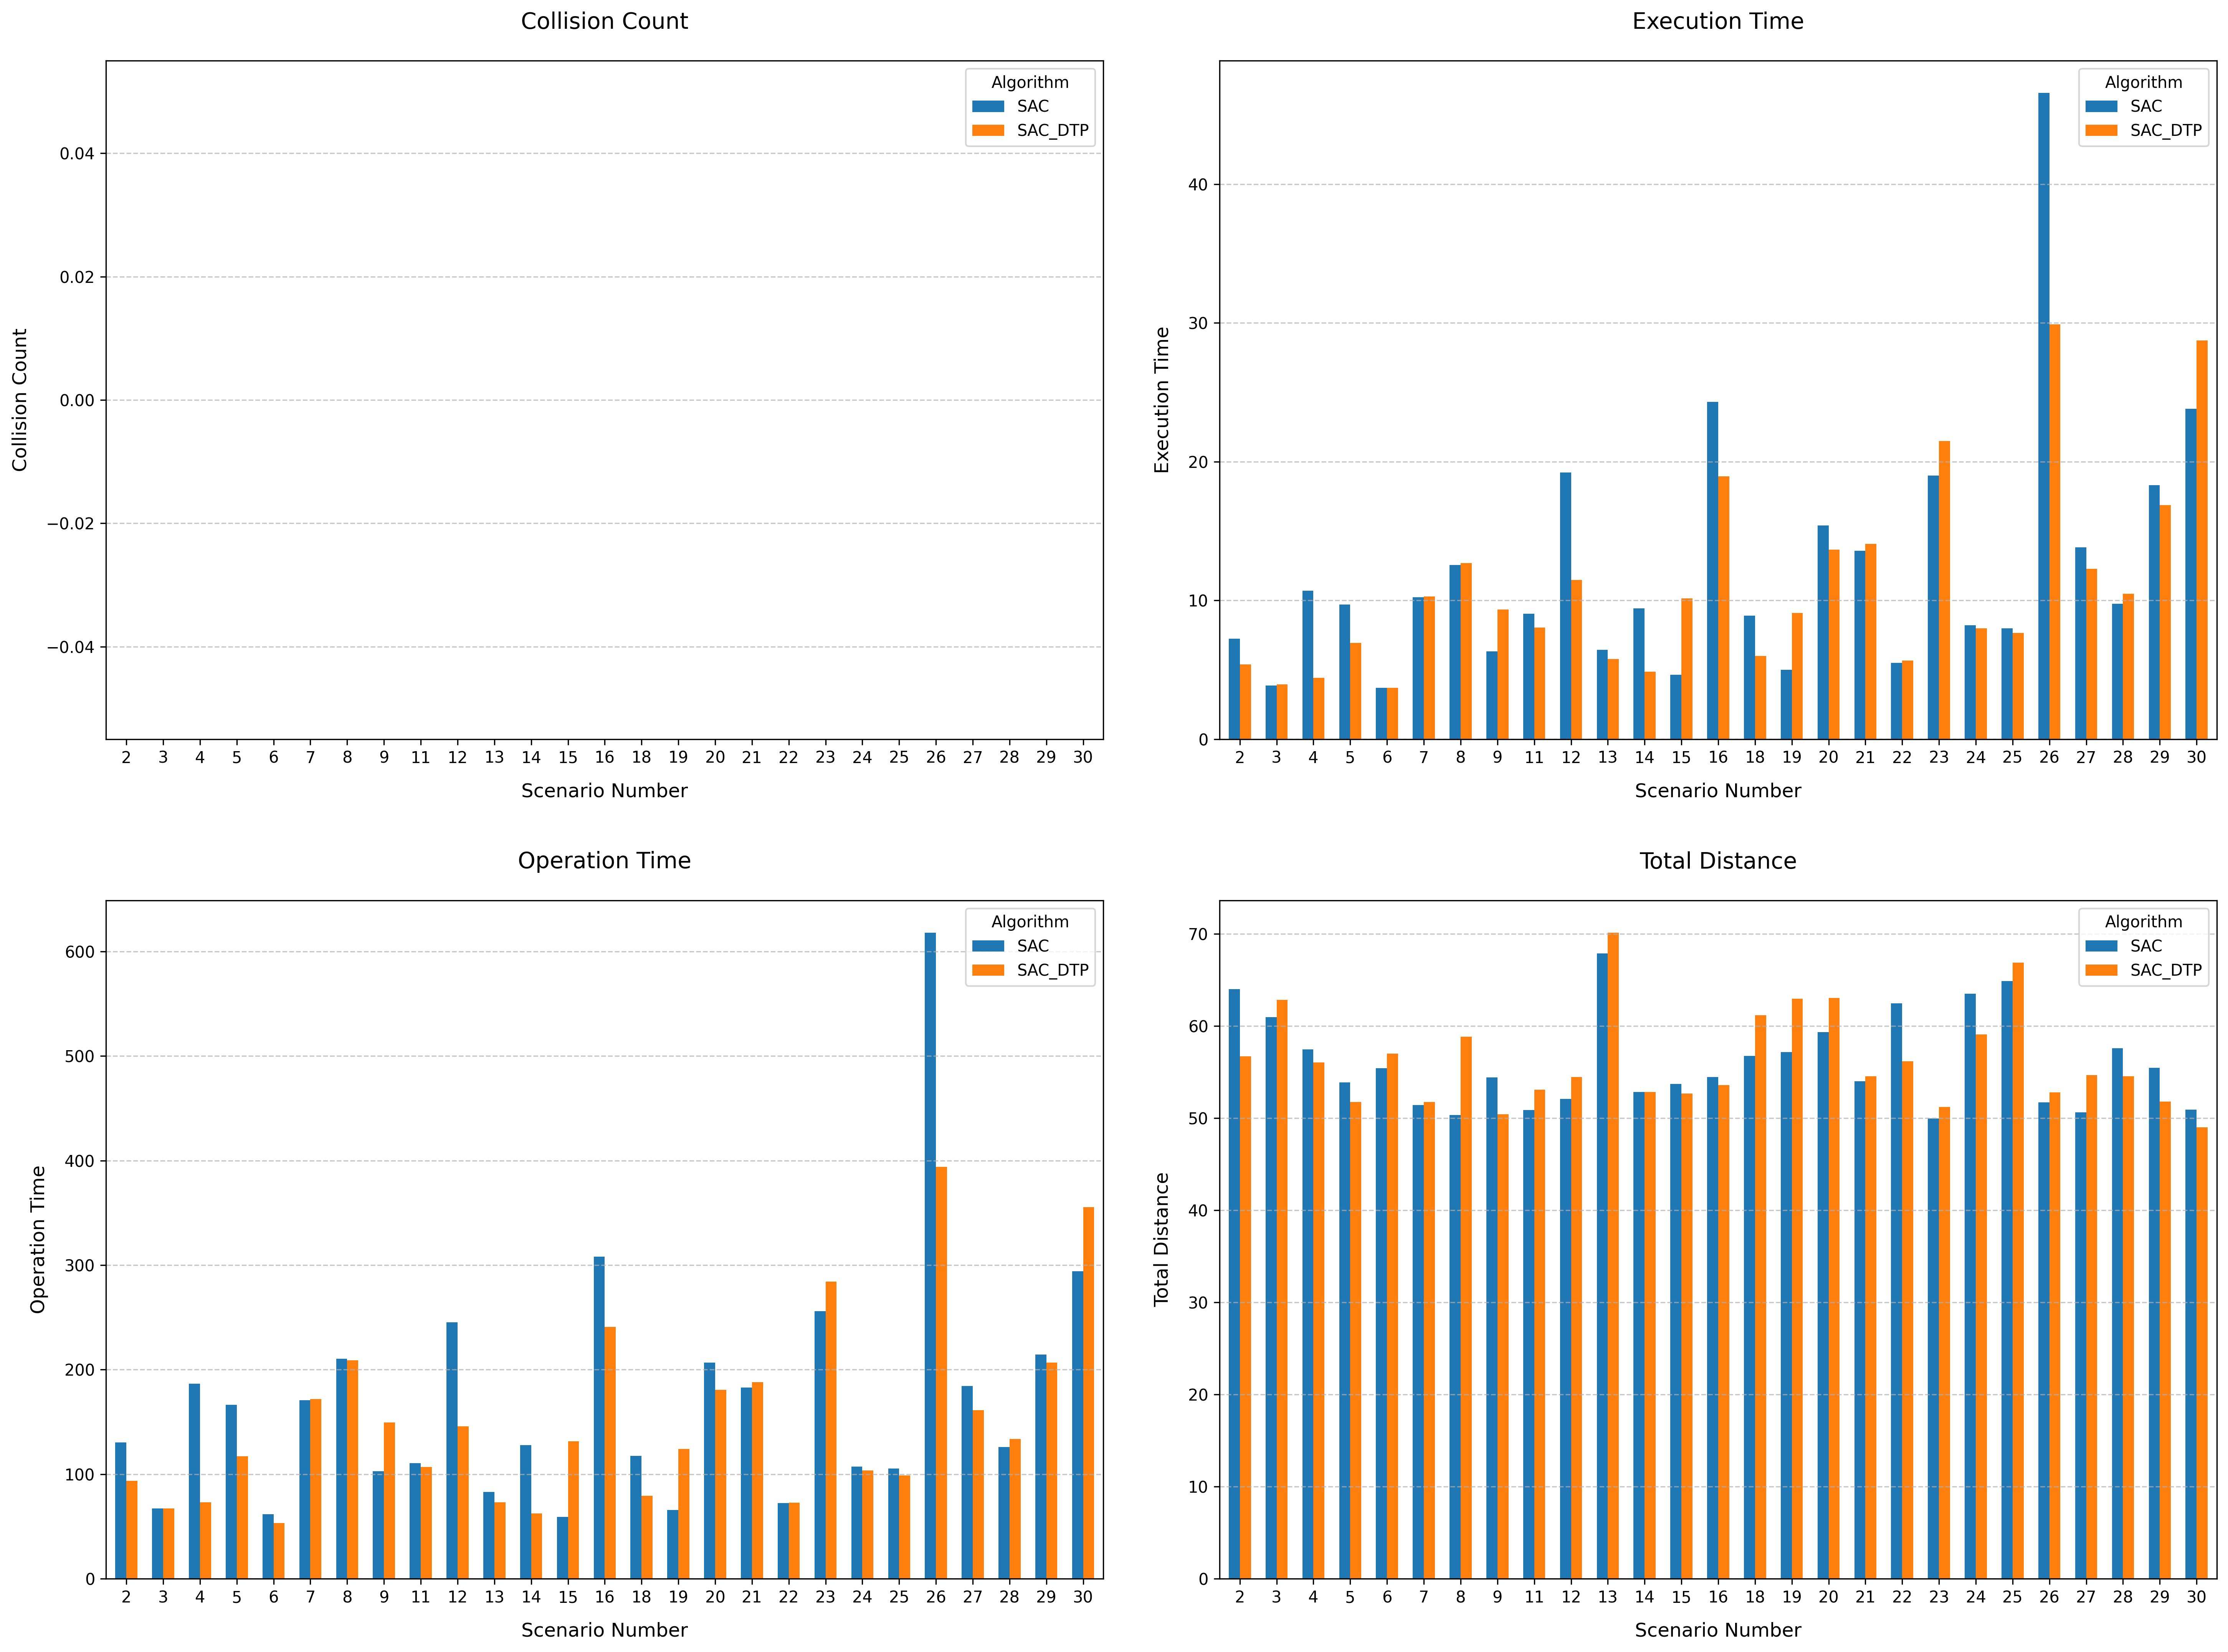 Collision Count
Algorithm
SAC
SAC_DTP
Collision Count
0.04
0.02
0.00
−0.02
−0.04
2 3 4 5 6 7 8 9 11 12 13 14 15 16 18 19 20 21 22 23 24 25 26 27 28 29 30
Scenario Number
Execution Time
Algorithm
SAC
SAC_DTP
Execution Time
40
30
20
10
0
2 3 4 5 6 7 8 9 11 12 13 14 15 16 18 19 20 21 22 23 24 25 26 27 28 29 30
Scenario Number
Operation Time
Algorithm
SAC
SAC_DTP
Operation Time
600
500
400
300
200
100
0
2 3 4 5 6 7 8 9 11 12 13 14 15 16 18 19 20 21 22 23 24 25 26 27 28 29 30
Scenario Number
Total Distance
Algorithm
SAC
SAC_DTP
Total Distance
70
60
50
40
30
20
10
0
2 3 4 5 6 7 8 9 11 12 13 14 15 16 18 19 20 21 22 23 24 25 26 27 28 29 30
Scenario Number